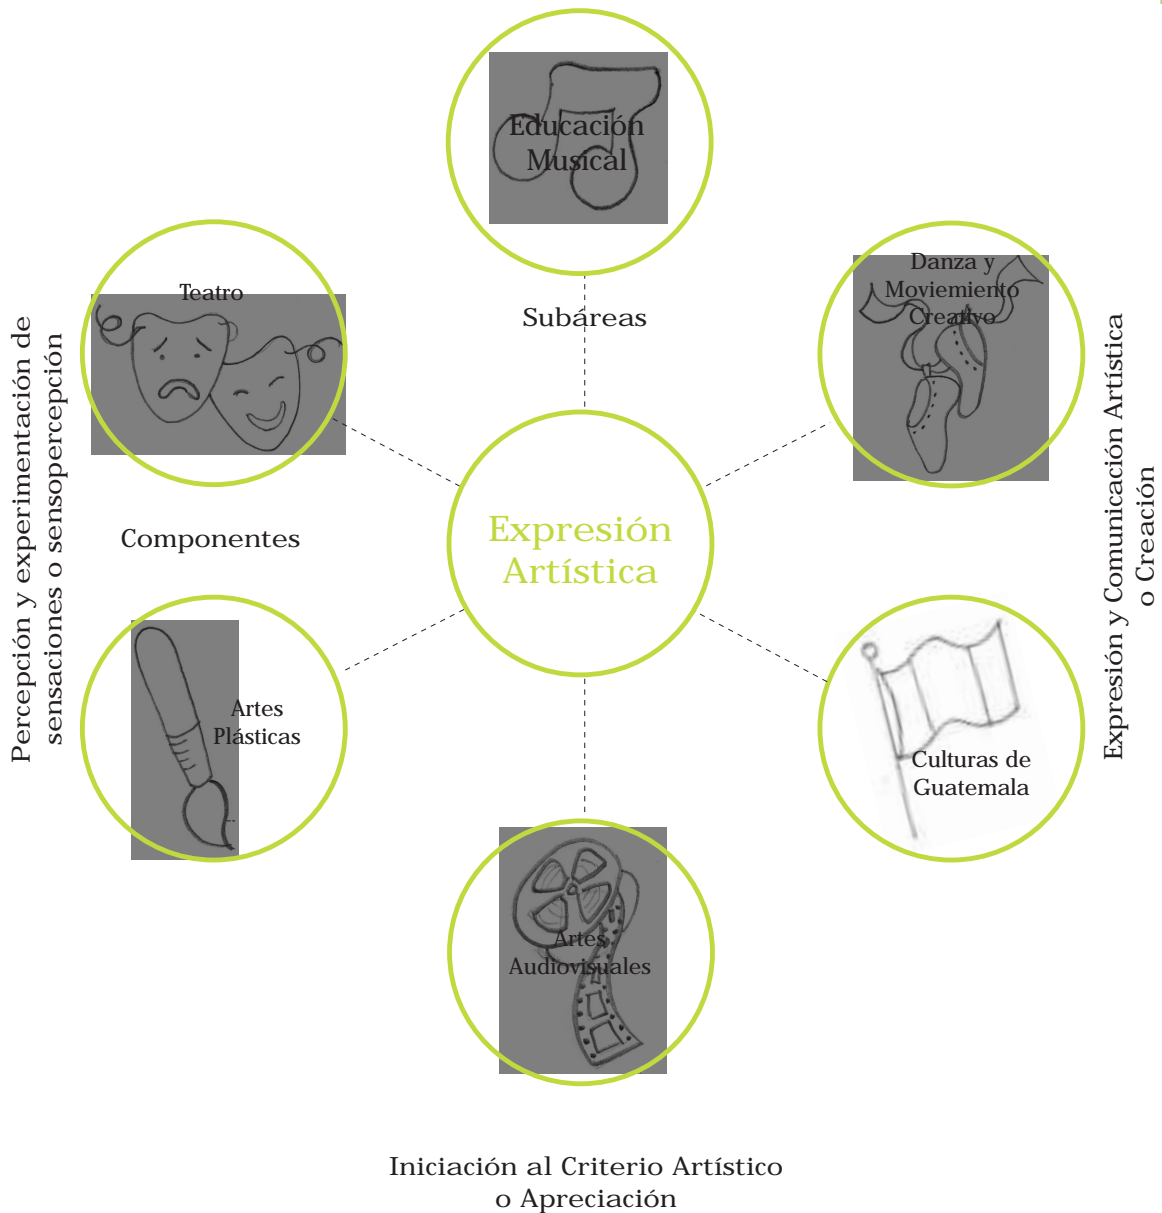 Educación
Musical
Teatro
Danza y
Moviemiento
Creativo
Subáreas
Percepción y experimentación de
sensaciones o sensopercepción
Componentes
Expresión
Artística
Expresión y Comunicación Artística
o Creación
Artes
Plásticas
Culturas de
Guatemala
Artes
Audiovisuales
Iniciación al Criterio Artístico
o Apreciación